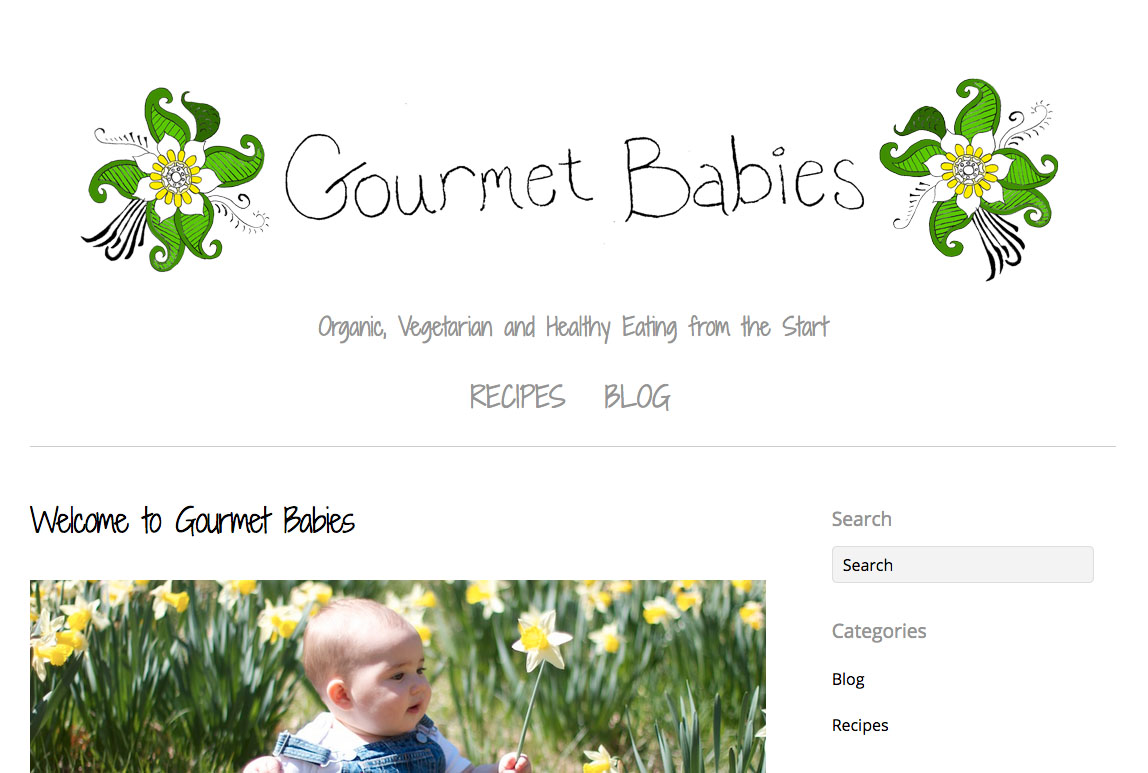 Gourmet Babies
Organic, Vegetarian and Healthy Eating from the Start
RECIPES BLOG
Welcome to Gourmet Babies
Search
Search
Categories
Blog
Recipes